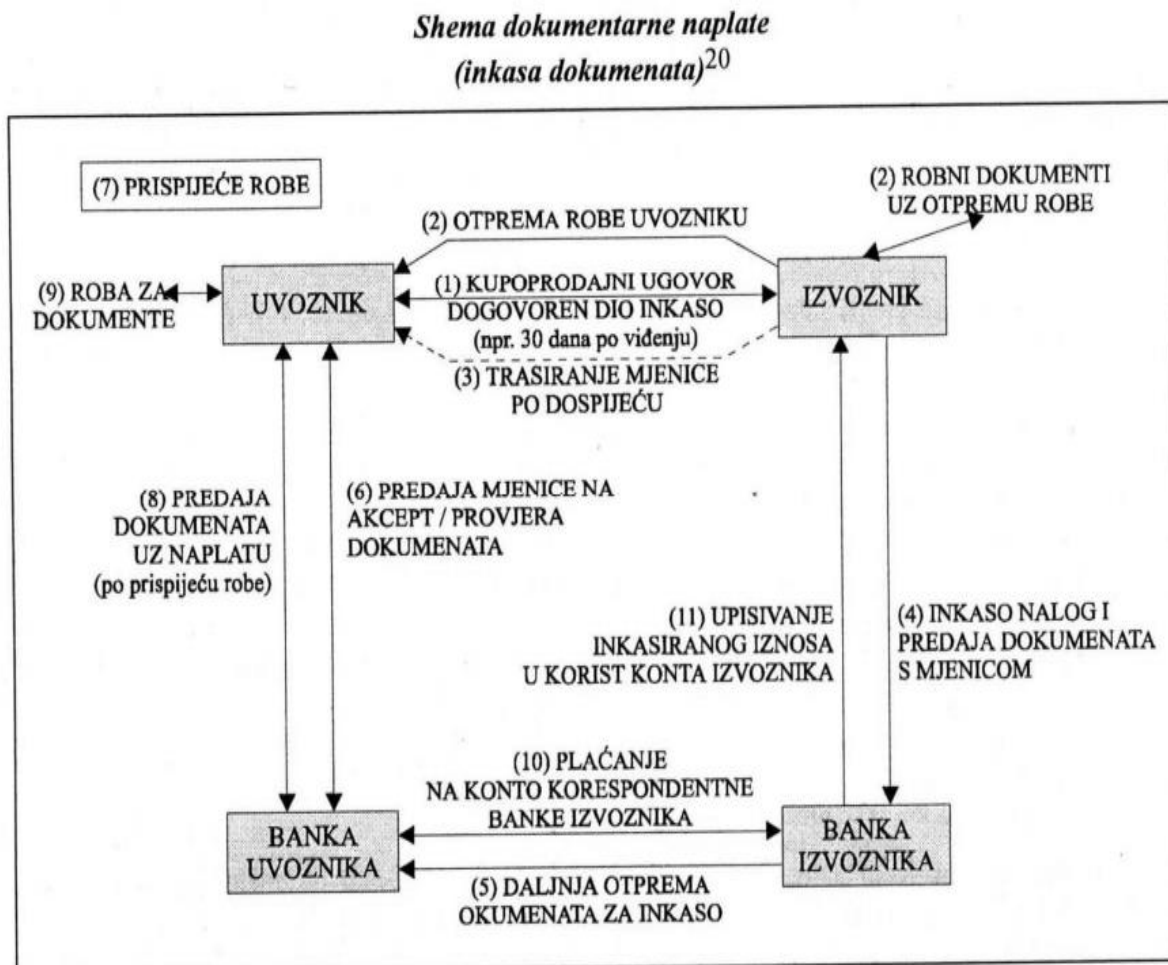 Shema dokumentarne naplate
(inkasa dokumenata)20
(7) PRISPIJEĆE ROBE
(2) ROBNI DOKUMENTI
UZ OTPREMU ROBE
(2) OTPREMA ROBE UVOZNIKU
(9) ROBA ZA
DOKUMENTE
UVOZNIK
(1) KUPOPRODAJNI UGOVOR
DOGOVOREN DIO INKASO
(npr. 30 dana po viđenju)
IZVOZNIK
(3) TRASIRANJE MJENICE
PO DOSPIJEĆU
(8) PREDAJA
DOKUMENATA
UZ NAPLATU
(po prispijeću robe)
(6) PREDAJA MJENICE NA
AKCEPT / PROVJERA
DOKUMENATA
(11) UPISIVANJE
INKASIRANOG IZNOSA
U KORIST KONTA IZVOZNIKA
(4) INKASO NALOG I
PREDAJA DOKUMENATA
S MJENICOM
(10) PLAĆANJE
NA KONTO KORESPONDENTNE
BANKE IZVOZNIKA
BANKA
UVOZNIKA
BANKA
IZVOZNIKA
(5) DALJNJA OTPREMA
OKUMENATA ZA INKASO